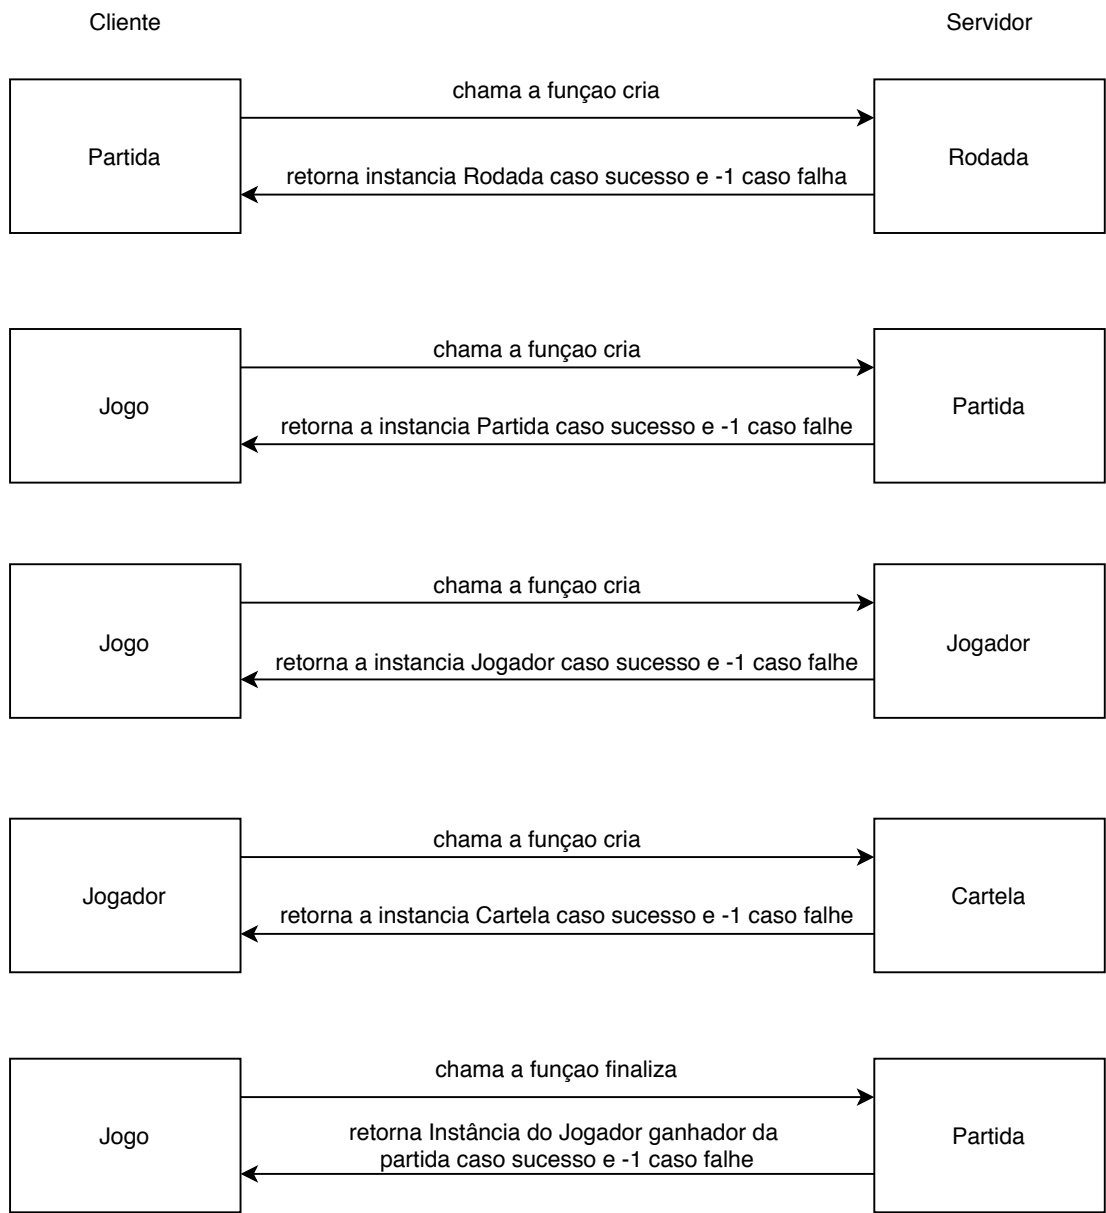 Cliente
Servidor
chama a funçao cria
Partida
Rodada
retorna instancia Rodada caso sucesso e -1 caso falha
chama a funçao cria
Jogo
Partida
retorna a instancia Partida caso sucesso e -1 caso falhe
chama a funçao cria
Jogo
Jogador
retorna a instancia Jogador caso sucesso e -1 caso falhe
chama a funçao cria
Jogador
Cartela
retorna a instancia Cartela caso sucesso e -1 caso falhe
chama a funçao finaliza
Jogo
Partida
retorna Instância do Jogador ganhador da
partida caso sucesso e -1 caso falhe